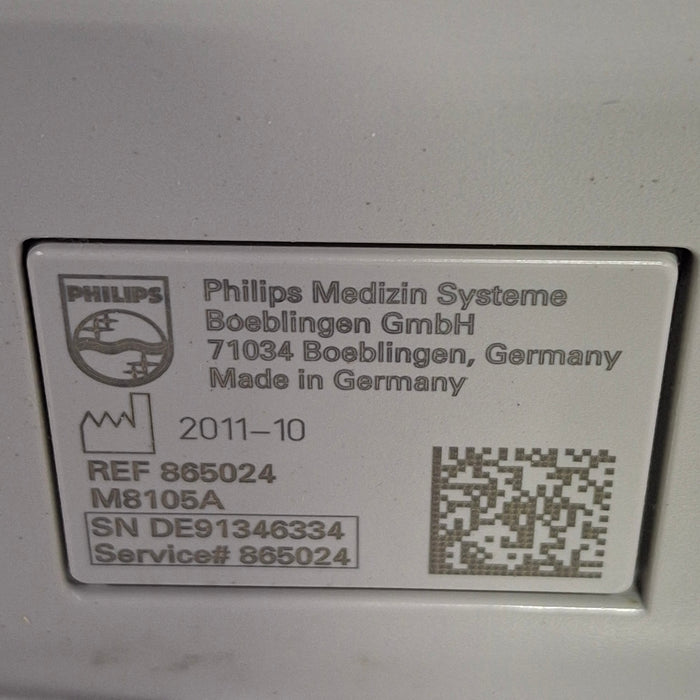 PHILIPS
Philips Medizin Systeme
Boeblingen GmbH
71034 Boeblingen, Germany
Made in Germany
2011-10
REF 865024
M8105A
SN DE91346334
Service# 865024